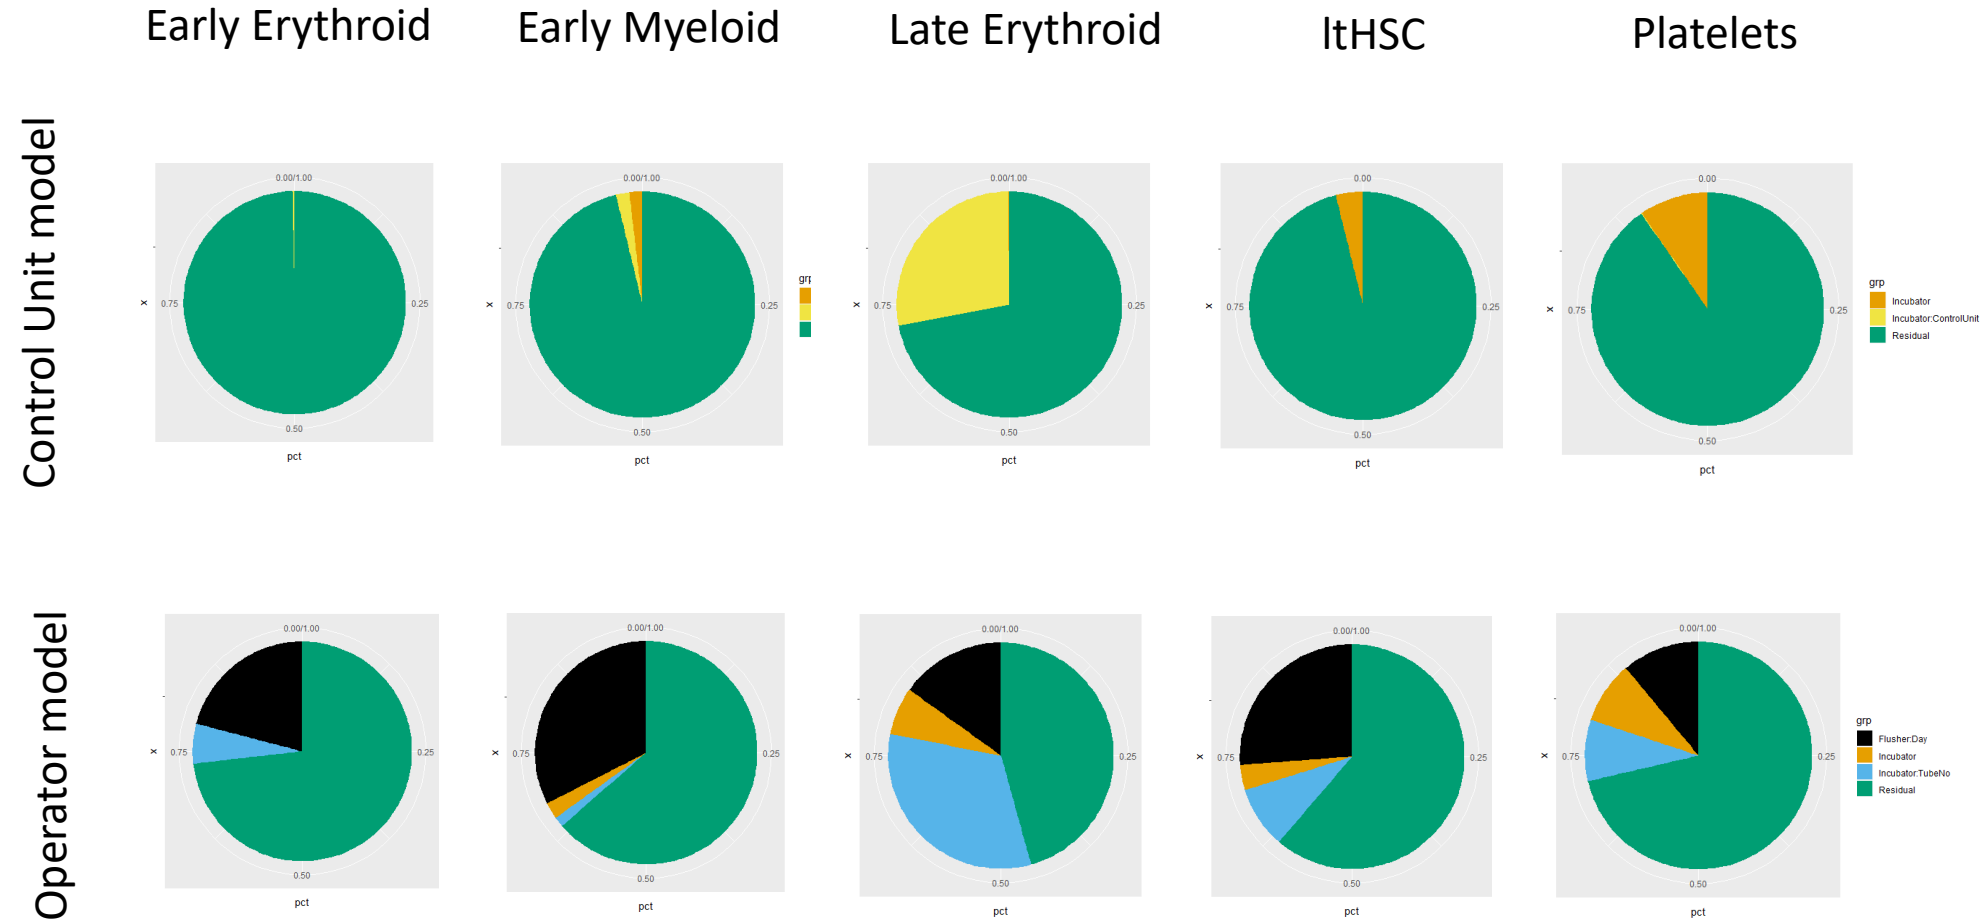 Early Erythroid
Early Myeloid
Late Erythroid
ltHSC
Platelets
Control Unit model
0.00/1.00
0.25
0.50
0.75
x
pct
0.00/1.00
0.25
0.50
0.75
x
pct
grp
0.00/1.00
0.25
0.50
0.75
pct
0.00
0.25
0.50
0.75
x
pct
0.00
0.25
0.50
0.75
x
pct
grp
Incubator
Incubator:ControlUnit
Residual
Operator model
0.00/1.00
0.25
0.50
0.75
x
pct
0.00/1.00
0.25
0.50
0.75
x
pct
0.00/1.00
0.25
0.50
0.75
x
pct
0.00/1.00
0.25
0.50
0.75
x
pct
0.00/1.00
0.25
0.50
0.75
x
pct
grp
Flusher:Day
Incubator
Incubator:TubeNo
Residual